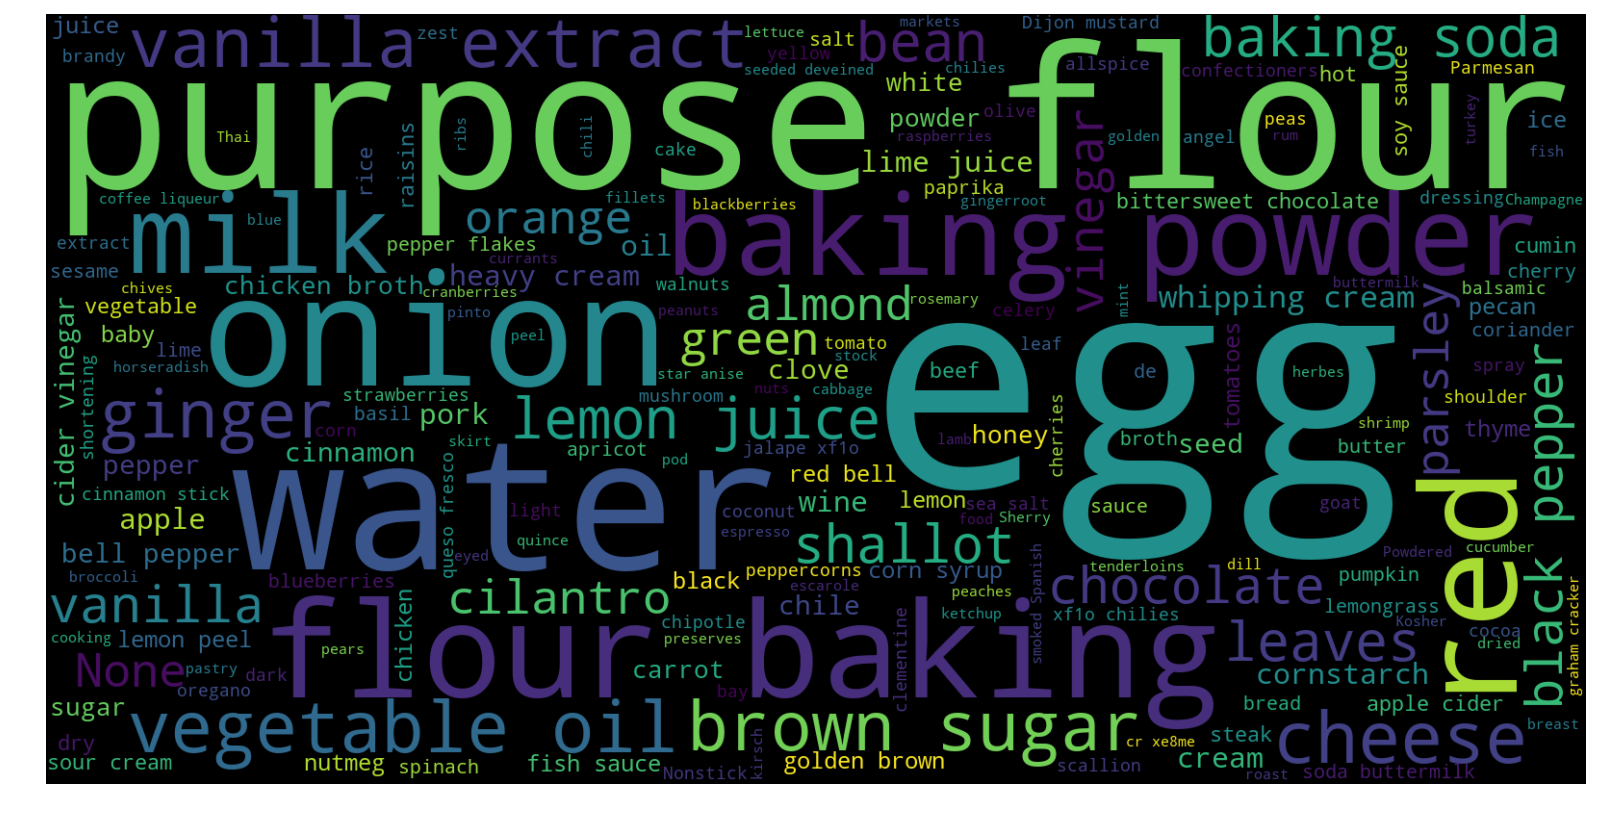 juice
brandy
vanilla extract
zest
markets
lettuce
yellow
salt
seeded deveined
bean
chilies
Dijon mustard
allspice
confectioners
baking soda
hot
soy sauce
Parmesan
purpose flour
Thai
ribs
chili
cake
rice
raisins
white
powder
olive
raspberries
golden
angel
peas
rum
turkey
ice
fish
lime juice
paprika
vinegar
coffee liqueur
blue
fillets
blackberries
gingerroot
bittersweet chocolate
dressing
Champagne
extract
milk
orange
oil
baking powder
cumin
sesame
pepper flakes
currants
heavy cream
walnuts
cherry
chives
chicken broth
cranberries
almond
rosemary
mint
whipping cream
buttermilk
balsamic
vegetable
pinto
peanuts
celery
pecan
baby
onion
peel
green
tomato
leaf
parsley
coriander
cider vinegar
lime
horseradish
shortening
stock
star anise
clove
beef
de
tomatoes
herbes
spray
egg
strawberries
mushroom
nuts
cabbage
shoulder
ginger
corn
basil
pork
lemon juice
lamb
honey
cherries
broth
seed
shrimp
butter
thyme
black pepper
cinnamon
skirt
apricot
pod
jalape xf1o
pepper
water
queso fresco
red bell
cinnamon stick
light
coconut
wine
lemon
sea salt
sauce
goat
red
apple
quince
espresso
food
Sherry
bell pepper
eyed
shallot
smoked Spanish
Powdered
cucumber
broccoli
blueberries
black
peppercorns
corn syrup
tenderloins
dill
pumpkin
graham cracker
vanilla
cilantro
escarole
chile
peaches
chocolate
lemongrass
cooking
lemon peel
flour baking
chipotle
preserves
clementine
ketchup
xf1o chilies
Kosher
cocoa
dried
None
pastry
dark
pears
chicken
carrot
leaves
oregano
bay
cornstarch
sugar
vegetable oil
brown sugar
bread
apple cider
breast
dry
kirsch
cr xe8me
steak
cheese
sour cream
nutmeg
spinach
fish sauce
Nonstick
golden brown
scallion
cream
roast
soda buttermilk